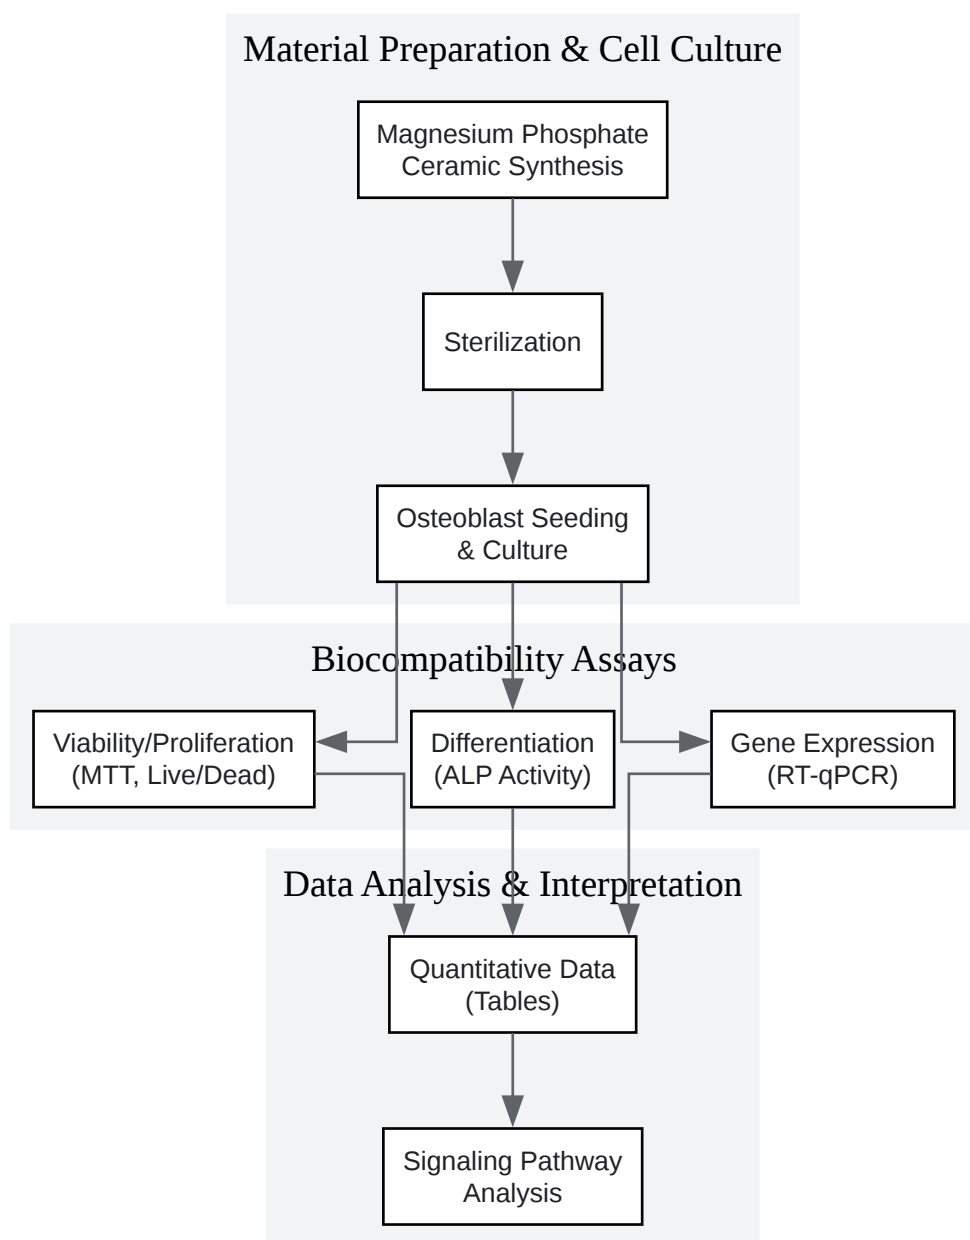 Material Preparation & Cell Culture
Magnesium Phosphate
Ceramic Synthesis
Sterilization
Osteoblast Seeding
& Culture
Biocompatibility Assays
Viability/Proliferation
(MTT, Live/Dead)
Differentiation
(ALP Activity)
Gene Expression
(RT-qPCR)
Data Analysis & Interpretation
Quantitative Data
(Tables)
Signaling Pathway
Analysis